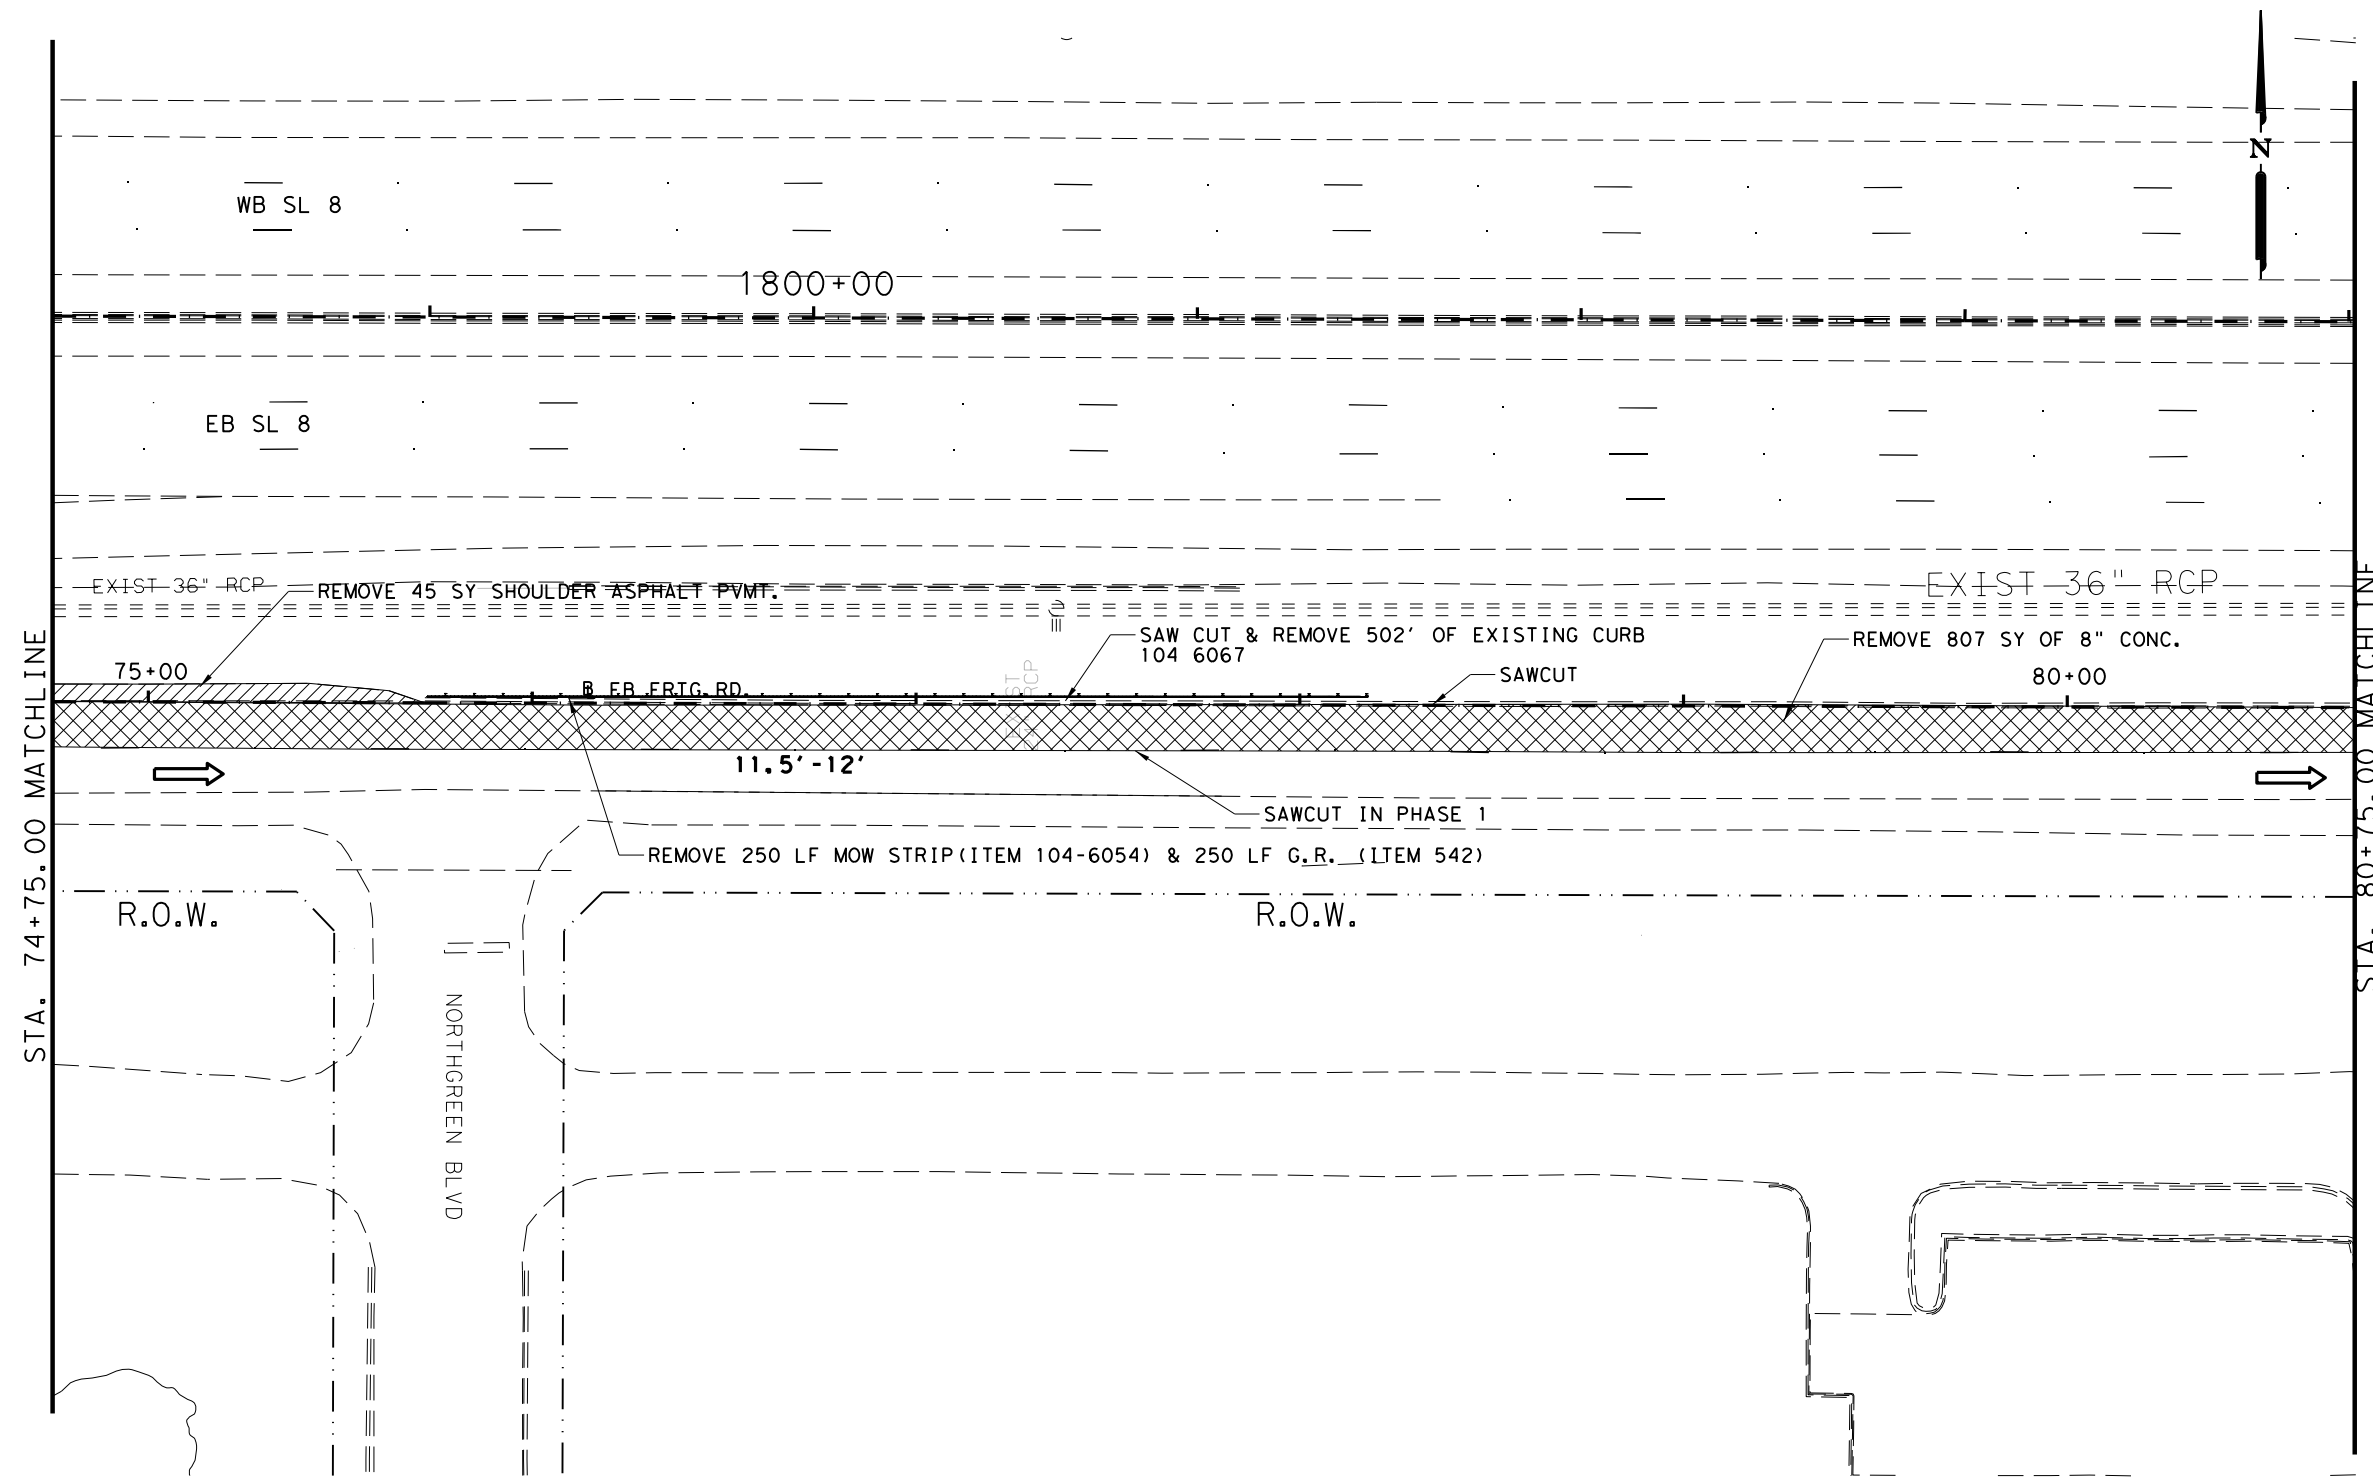 N
WB SL 8
1800+00
EB SL 8
EXIST 36" RCP
REMOVE 45 SY SHOULDER ASPHALT PVMT.
EXIST 36" RCP
SAW CUT & REMOVE 502' OF EXISTING CURB
104 6067
REMOVE 807 SY OF 8" CONC.
75+00
SAWCUT
80+00
B EB FRTG RD.
EXIST
24" RCP
11.5'-12'
SAWCUT IN PHASE 1
REMOVE 250 LF MOW STRIP(ITEM 104-6054) & 250 LF G.R. (ITEM 542)
R.O.W.
R.O.W.
NORTHGREEN BLVD
STA. 74+75.00 MATCHLINE
STA. 80+75.00 MATCHLINE